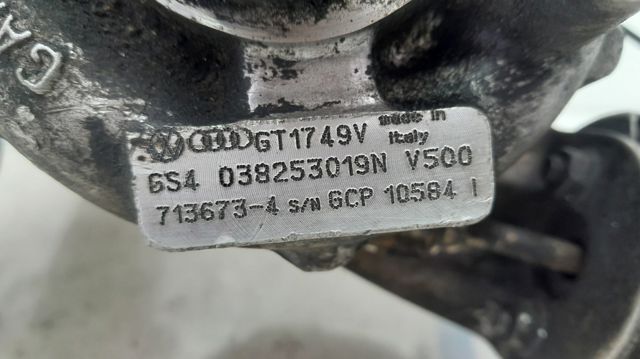 GT1749V made in Italy
6S4 038253019N V500
713673-4 S/N GCP 10584 I